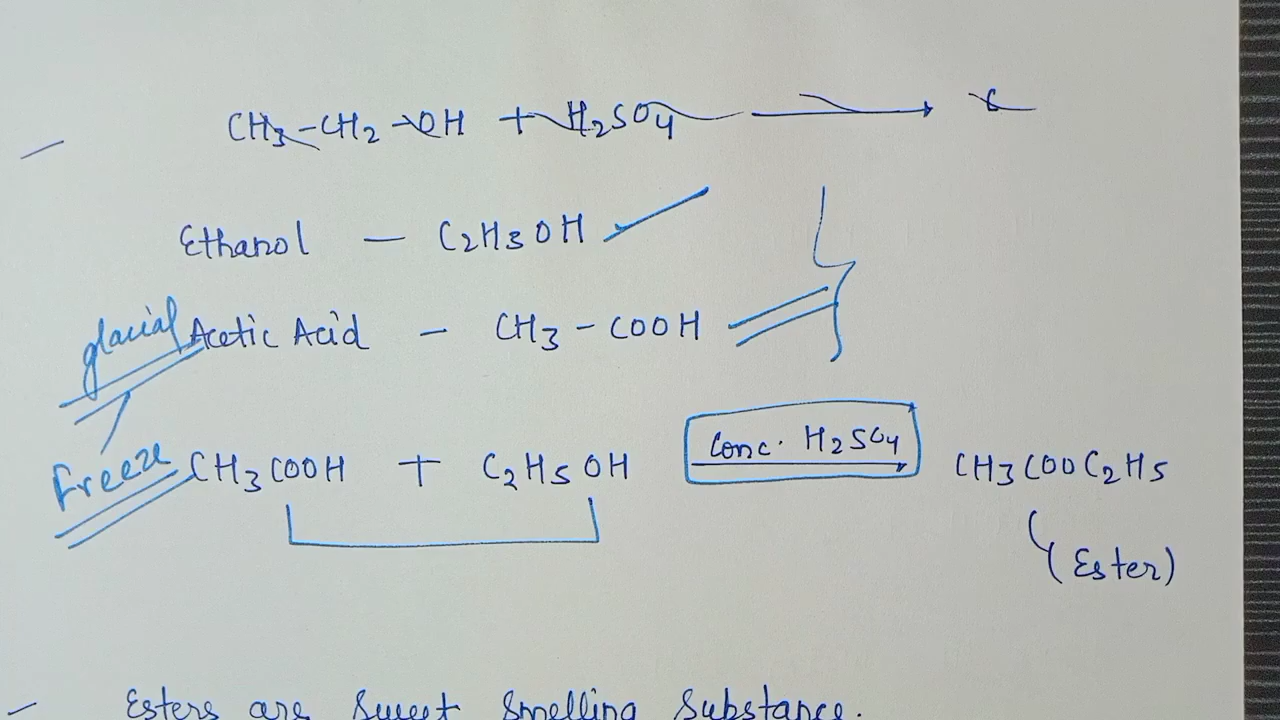 CH3-CH2-OH + H2SO4
Ethanol - C2H3OH
glacial Acetic Acid - CH3-COOH
Freeze CH3COOH + C2H5OH Conc. H2SO4 CH3COOC2H5
(Ester)
- Esters are Sweet Smelling Substance.